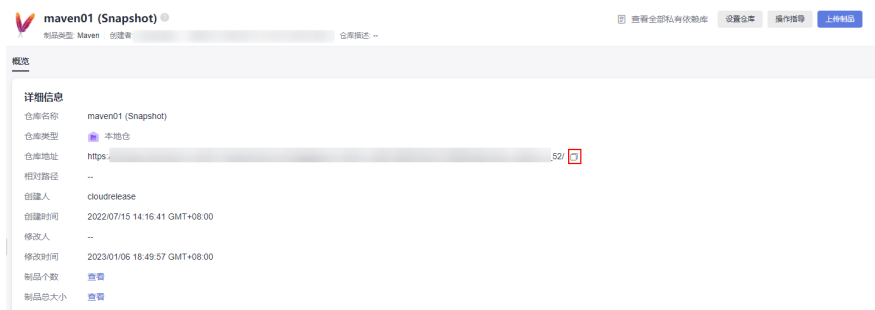 maven01 (Snapshot)
查看全部私有依赖库 设置仓库 操作指导 上传制品
制品类型: Maven 创建者 仓库描述: --
概览
详细信息
仓库名称 maven01 (Snapshot)
仓库类型 本地仓
仓库地址 https: 52/
相对路径 --
创建人 cloudrelease
创建时间 2022/07/15 14:16:41 GMT+08:00
修改人 --
修改时间 2023/01/06 18:49:57 GMT+08:00
制品个数 查看
制品总大小 查看